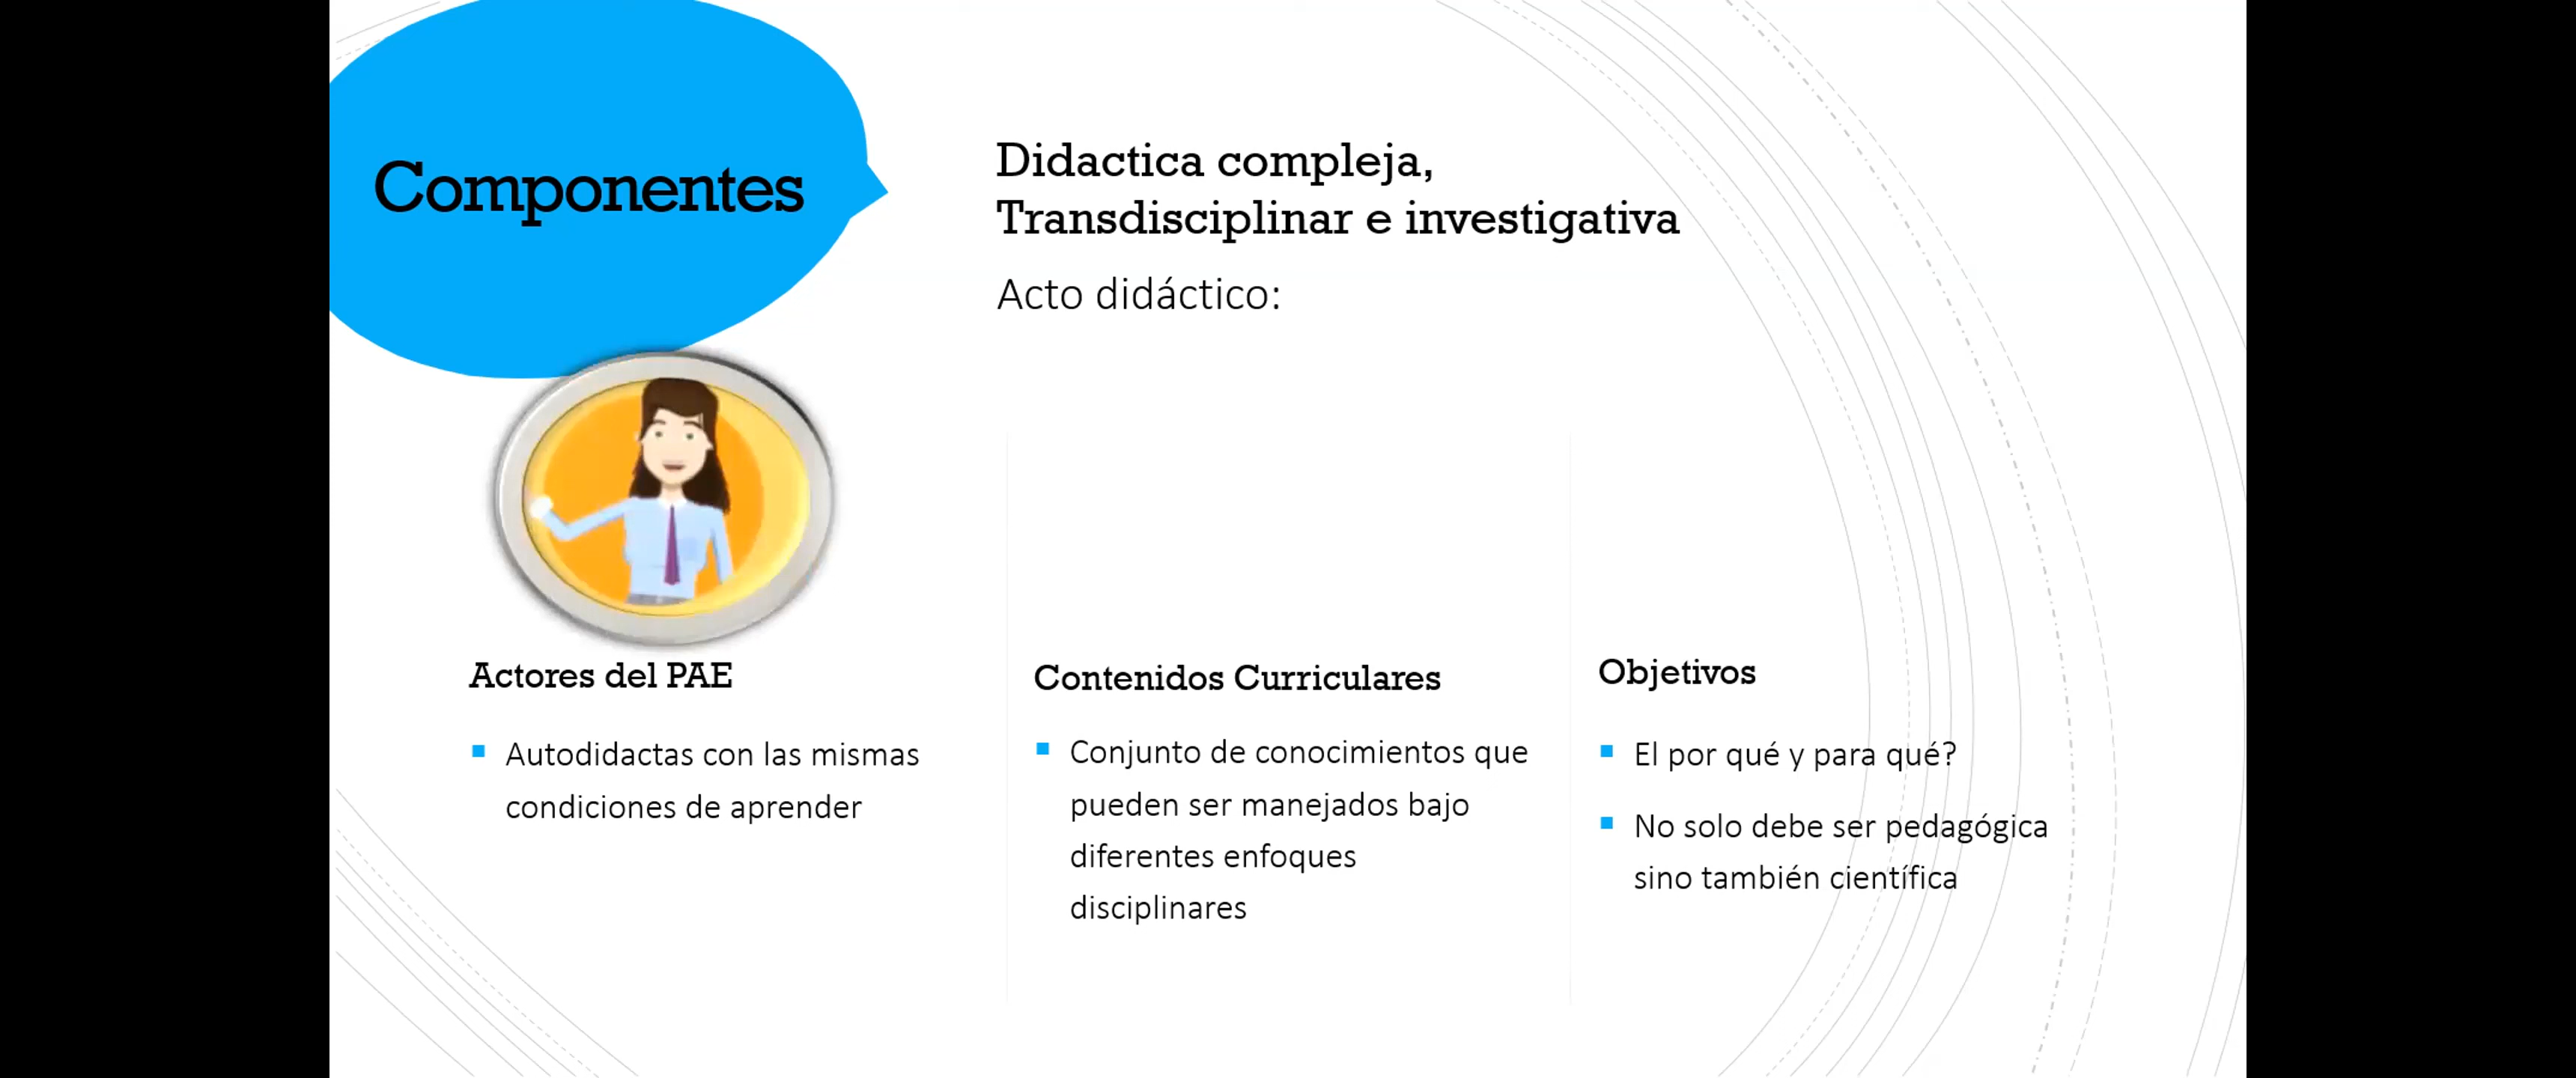 Componentes
Didactica compleja,
Transdisciplinar e investigativa
Acto didáctico:
Actores del PAE
Autodidactas con las mismas
condiciones de aprender
Contenidos Curriculares
Conjunto de conocimientos que
pueden ser manejados bajo
diferentes enfoques
disciplinares
Objetivos
El por qué y para qué?
No solo debe ser pedagógica
sino también científica